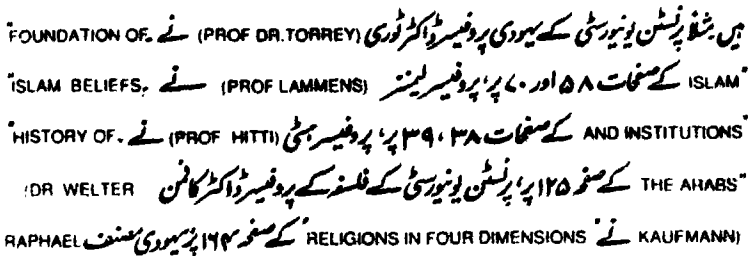 میں مثلاً پرنسٹن یونیورسٹی کے یہودی پروفیسر ڈاکٹر ٹوری (PROF DR.TORREY) نے "FOUNDATION OF
ISLAM" کے صفحات ۵۸ اور ۷۰ پر، پروفیسر لیمنز (PROF LAMMENS) نے "ISLAM BELIEFS,
AND INSTITUTIONS" کے صفحات ۳۸، ۳۹ پر، پروفیسر ہٹی (PROF HITTI) نے "HISTORY OF
THE ARABS" کے صفحہ ۱۲۵ پر، پرنسٹن یونیورسٹی کے فلسفہ کے پروفیسر ڈاکٹر کافمن (DR WELTER
KAUFMANN) نے "RELIGIONS IN FOUR DIMENSIONS" کے صفحہ ۱۶۴ پر، یہودی مصنف RAPHAEL